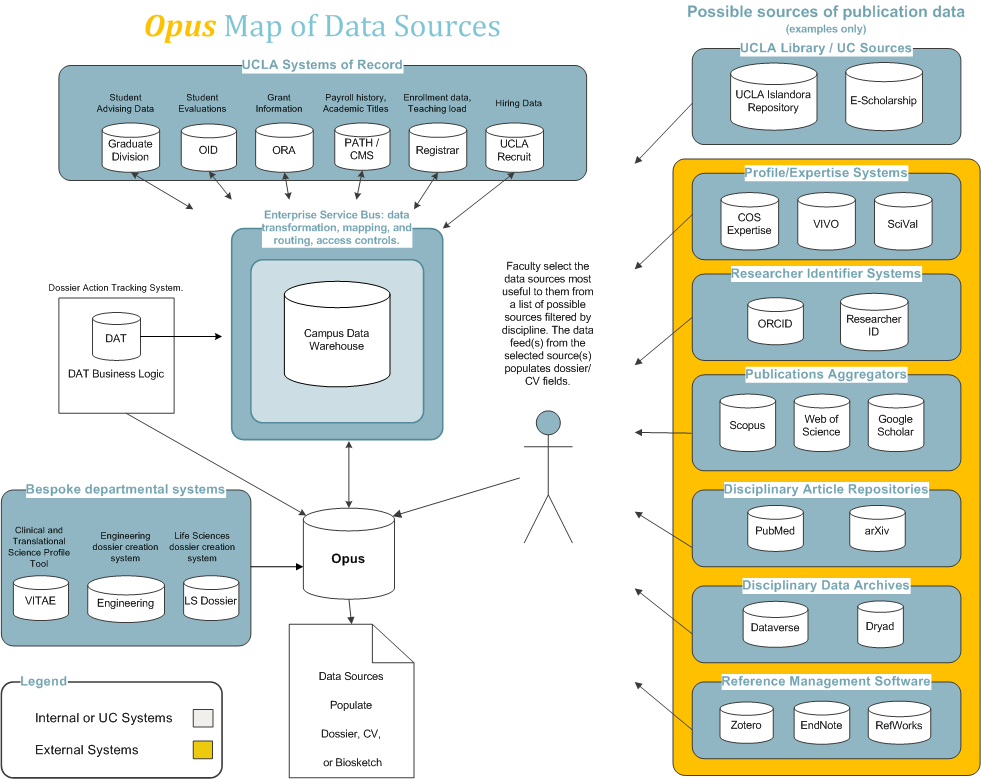 Opus Map of Data Sources
UCLA Systems of Record
Student
Advising Data
Student
Evaluations
Grant
Information
Payroll history,
Academic Titles
Enrollment data,
Teaching load
Hiring Data
Graduate
Division
OID
ORA
PATH /
CMS
Registrar
UCLA
Recruit
Enterprise Service Bus: data
transformation, mapping, and
routing, access controls.
Campus Data
Warehouse
Dossier Action Tracking System.
DAT
DAT Business Logic
Faculty select the
data sources most
useful to them from
a list of possible
sources filtered by
discipline. The data
feed(s) from the
selected source(s)
populates dossier/
CV fields.
Bespoke departmental systems
Clinical and
Translational
Science Profile
Tool
Engineering
dossier creation
system
Life Sciences
dossier creation
system
VITAE
Engineering
LS Dossier
Opus
Data Sources
Populate
Dossier, CV,
or Biosketch
Legend
Internal or UC Systems
External Systems
Possible sources of publication data
(examples only)
UCLA Library / UC Sources
UCLA Islandora
Repository
E-Scholarship
Profile/Expertise Systems
COS
Expertise
VIVO
SciVal
Researcher Identifier Systems
ORCID
Researcher
ID
Publications Aggregators
Scopus
Web of
Science
Google
Scholar
Disciplinary Article Repositories
PubMed
arXiv
Disciplinary Data Archives
Dataverse
Dryad
Reference Management Software
Zotero
EndNote
RefWorks